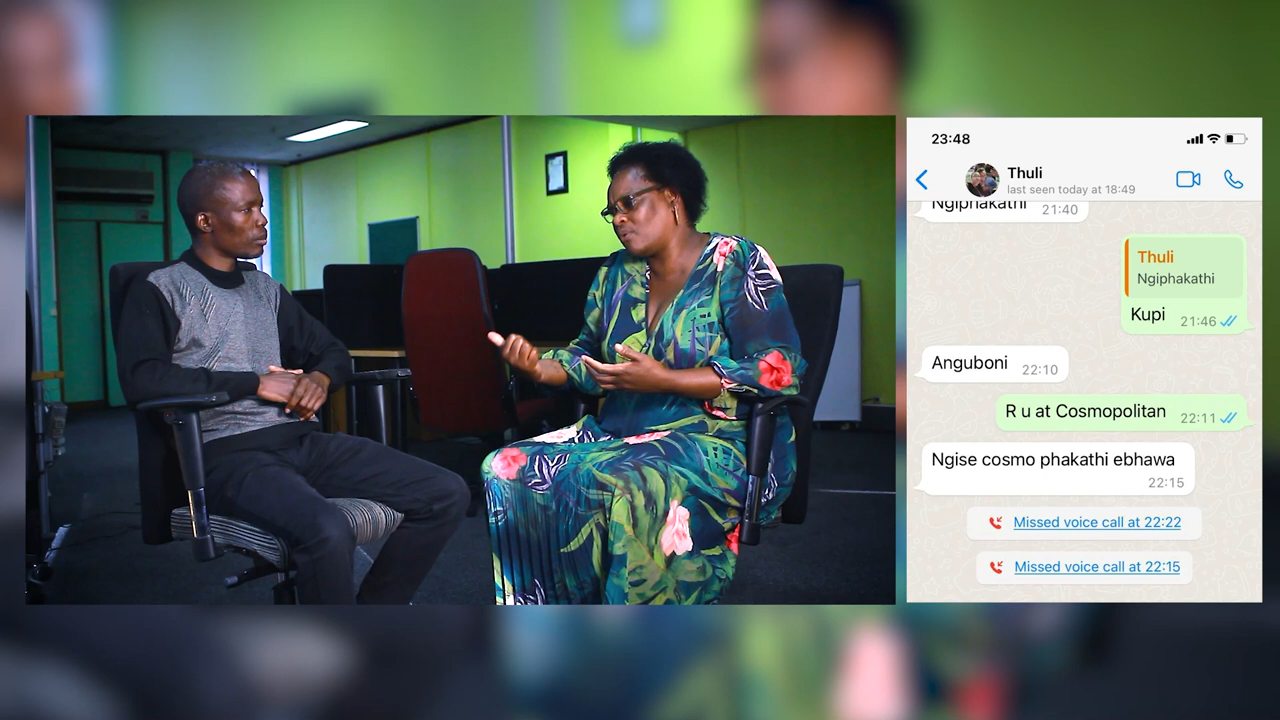 23:48
Thuli
last seen today at 18:49
Ngiphakathi 21:40
Thuli
Ngiphakathi
Kupi 21:46
Anguboni 22:10
R u at Cosmopolitan 22:11
Ngise cosmo phakathi ebhawa
22:15
Missed voice call at 22:22
Missed voice call at 22:15